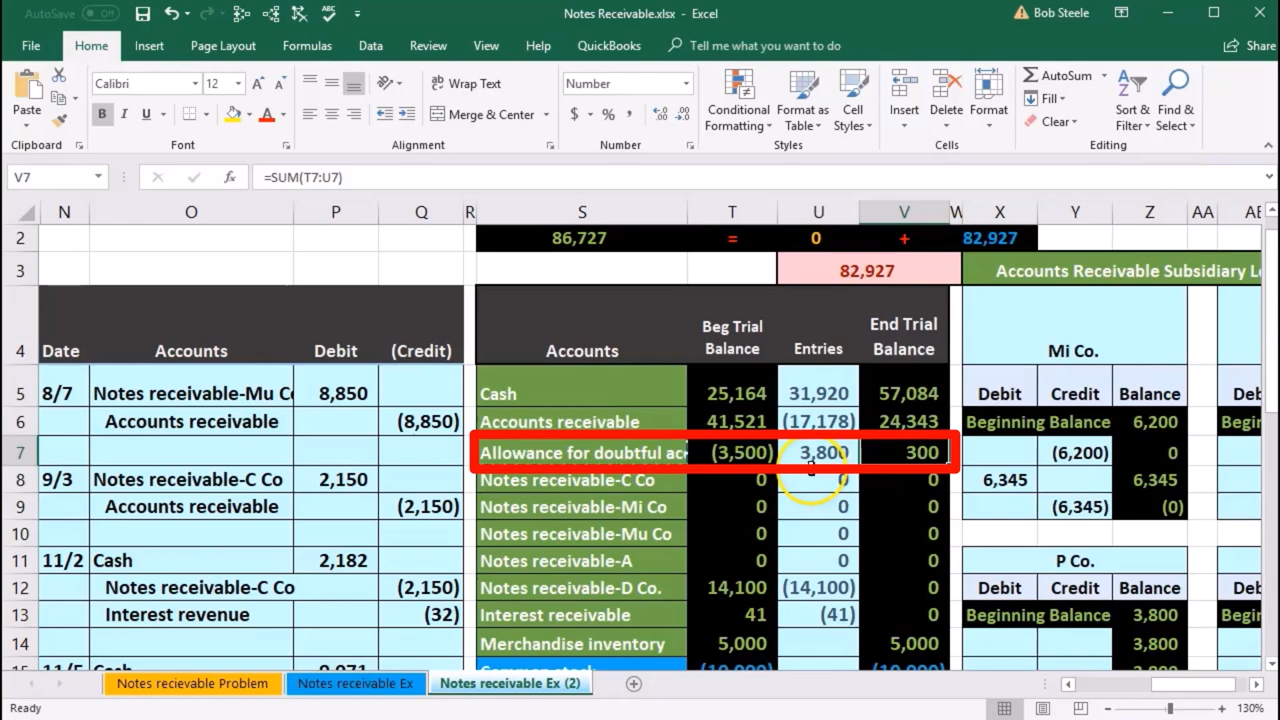 AutoSave Off Notes Receivable.xlsx - Excel Bob Steele
File Home Insert Page Layout Formulas Data Review View Help QuickBooks Tell me what you want to do Share
Paste Calibri 12 A A Wrap Text Number Conditional Formatting Format as Table Cell Styles Insert Delete Format AutoSum Sort & Filter Find & Select
B I U A Merge & Center $ % , Fill
Clear
Clipboard Font Alignment Number Styles Cells Editing
V7 fx =SUM(T7:U7)
N O P Q R S T U V W X Y Z AA AE
2 86,727 = 0 + 82,927
3 82,927 Accounts Receivable Subsidiary L
4 Date Accounts Debit (Credit) Accounts Beg Trial Balance Entries End Trial Balance Mi Co.
5 8/7 Notes receivable-Mu Co 8,850 Cash 25,164 31,920 57,084 Debit Credit Balance Debi
6 Accounts receivable (8,850) Accounts receivable 41,521 (17,178) 24,343 Beginning Balance 6,200 Begi
7 Allowance for doubtful acc (3,500) 3,800 300 (6,200) 0
8 9/3 Notes receivable-C Co 2,150 Notes receivable-C Co 0 0 0 6,345 6,345
9 Accounts receivable (2,150) Notes receivable-Mi Co 0 0 0 (6,345) (0)
10 Notes receivable-Mu Co 0 0 0
11 11/2 Cash 2,182 Notes receivable-A 0 0 0 P Co.
12 Notes receivable-C Co (2,150) Notes receivable-D Co. 14,100 (14,100) 0 Debit Credit Balance Debi
13 Interest revenue (32) Interest receivable 41 (41) 0 Beginning Balance 3,800 Begi
14 Merchandise inventory 5,000 5,000 3,800
15 11/5 Cash 9,071 Common stock (10,000) (10,000)
Notes recievable Problem Notes receivable Ex Notes receivable Ex (2)
Ready 130%